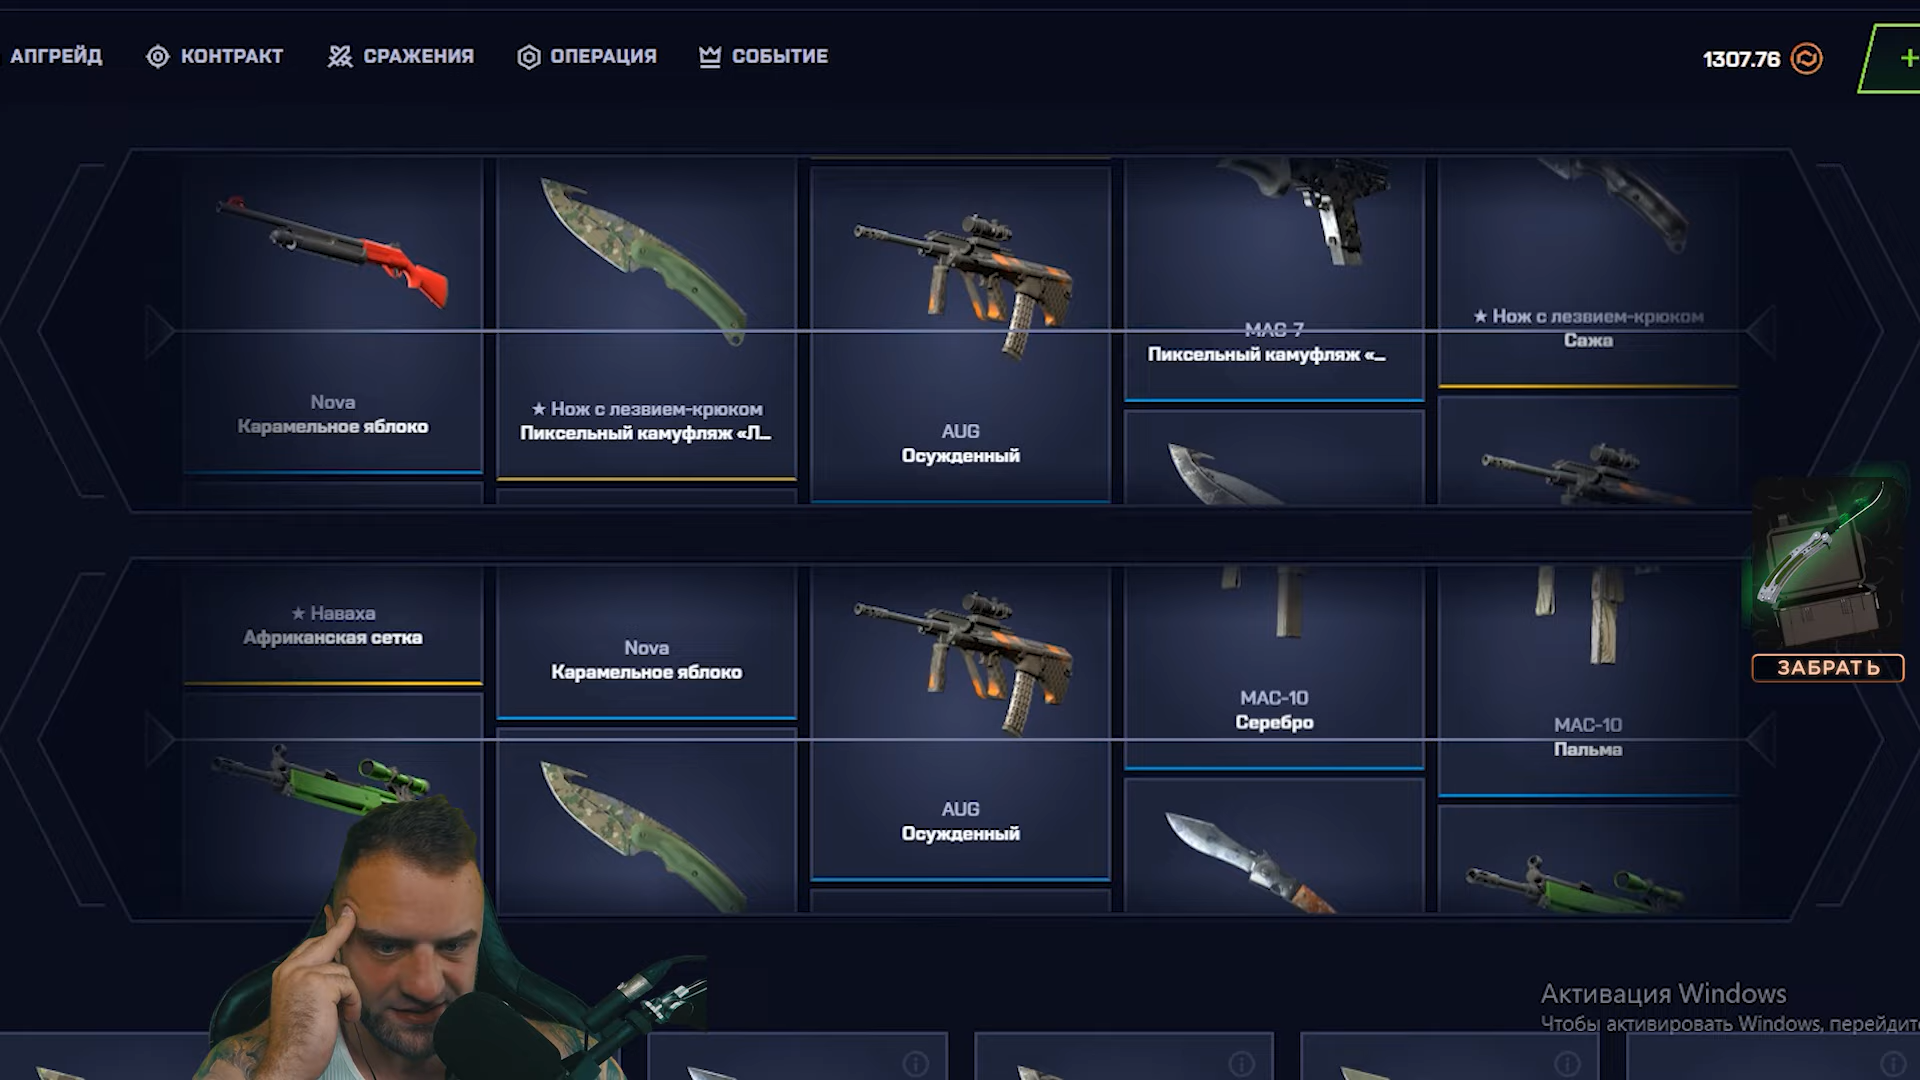 АПГРЕЙД КОНТРАКТ СРАЖЕНИЯ ОПЕРАЦИЯ СОБЫТИЕ 1307.76 +
Nova
Карамельное яблоко
★ Нож с лезвием-крюком
Пиксельный камуфляж «Л...
AUG
Осужденный
MAG-7
Пиксельный камуфляж «...
★ Нож с лезвием-крюком
Сажа
★ Наваха
Африканская сетка
Nova
Карамельное яблоко
AUG
Осужденный
MAC-10
Серебро
MAC-10
Пальма
ЗАБРАТЬ
Активация Windows
Чтобы активировать Windows, перейдите